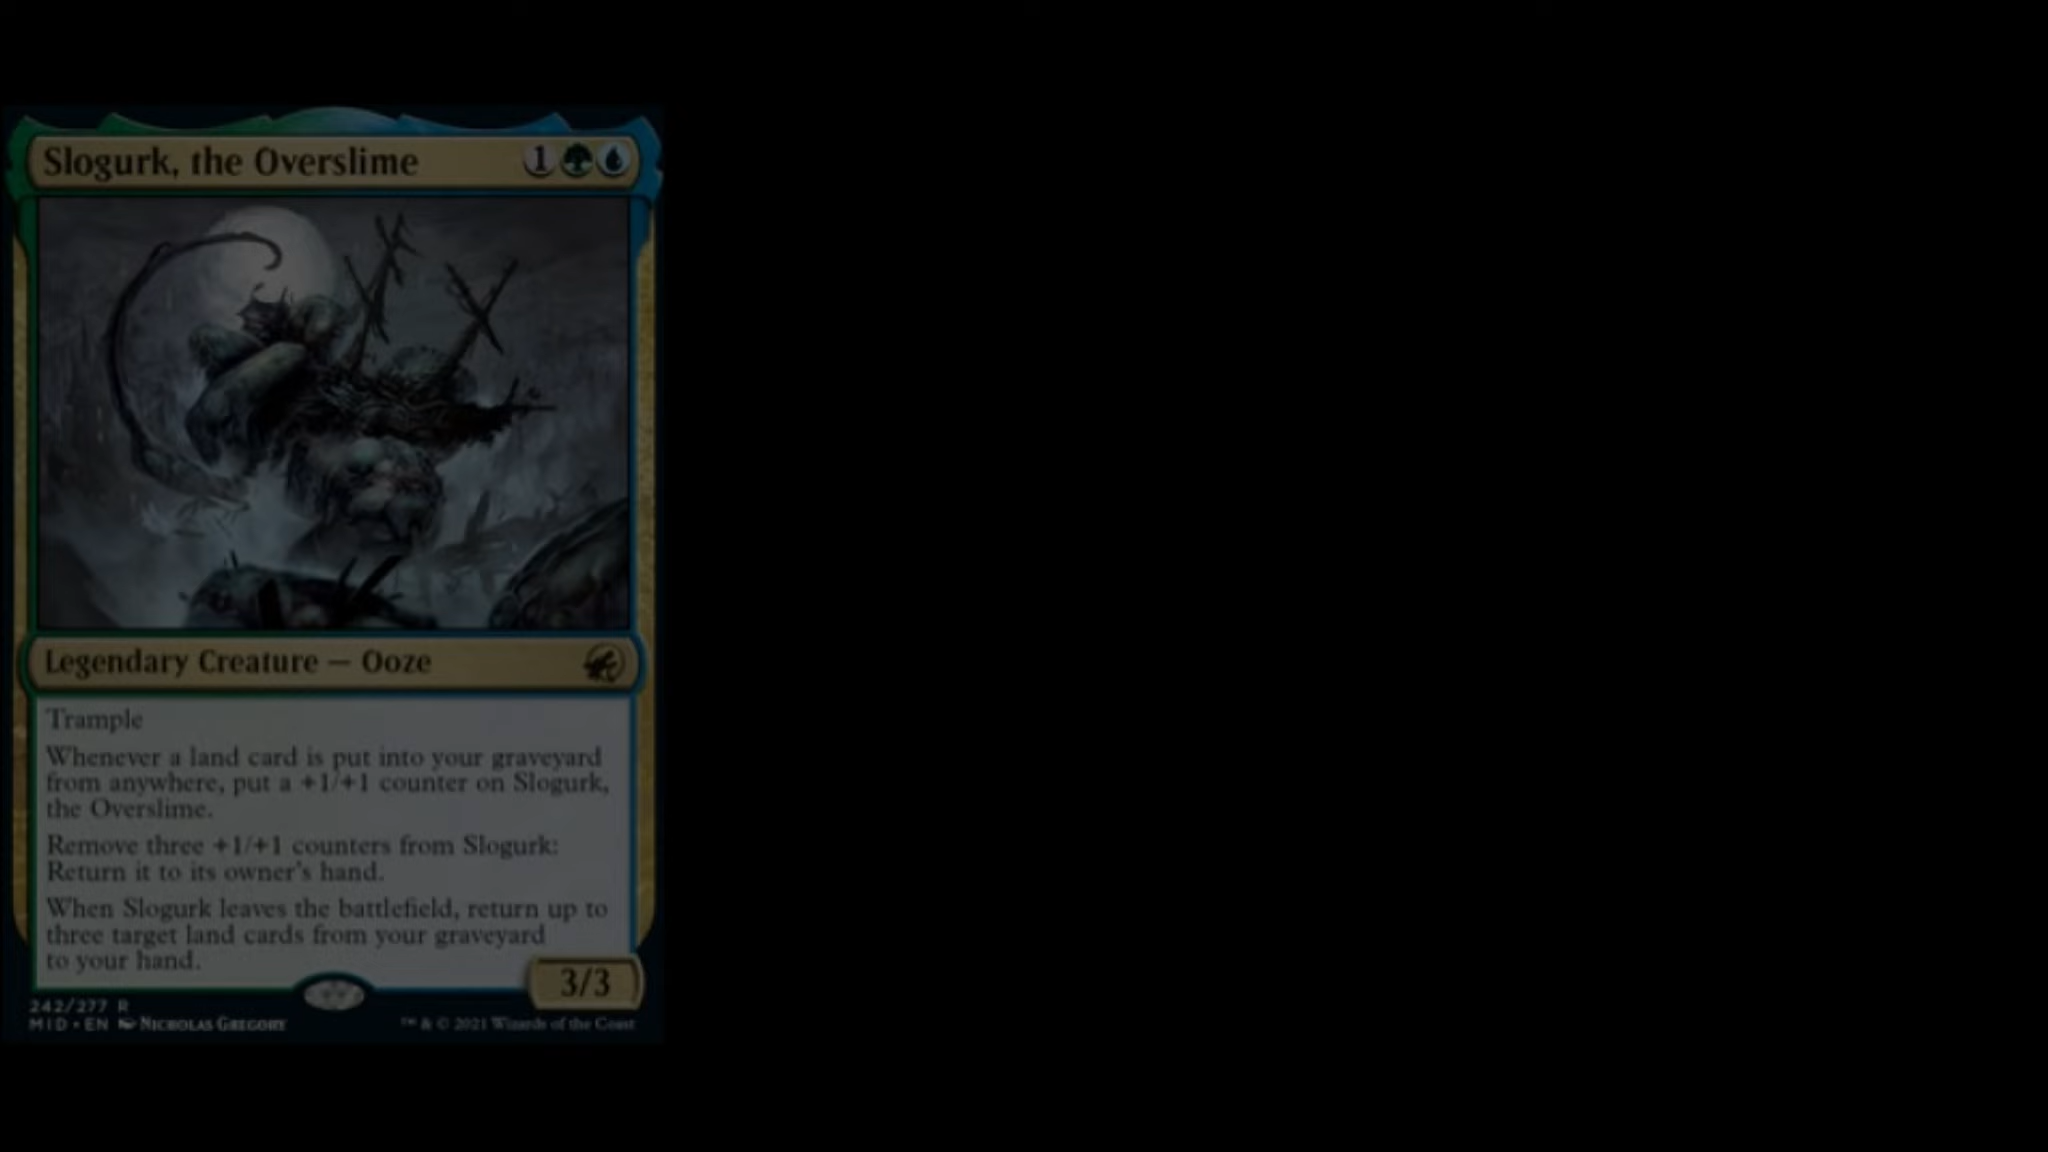 Slogurk, the Overslime 1
Legendary Creature — Ooze
Trample
Whenever a land card is put into your graveyard
from anywhere, put a +1/+1 counter on Slogurk,
the Overslime.
Remove three +1/+1 counters from Slogurk:
Return it to its owner's hand.
When Slogurk leaves the battlefield, return up to
three target land cards from your graveyard
to your hand.
3/3
242/277 R
MID • EN Nicholas Gregory ™ & © 2021 Wizards of the Coast